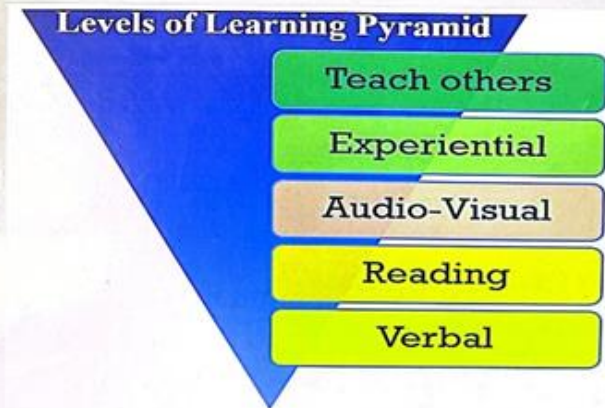 Levels of Learning Pyramid
Teach others
Experiential
Audio-Visual
Reading
Verbal